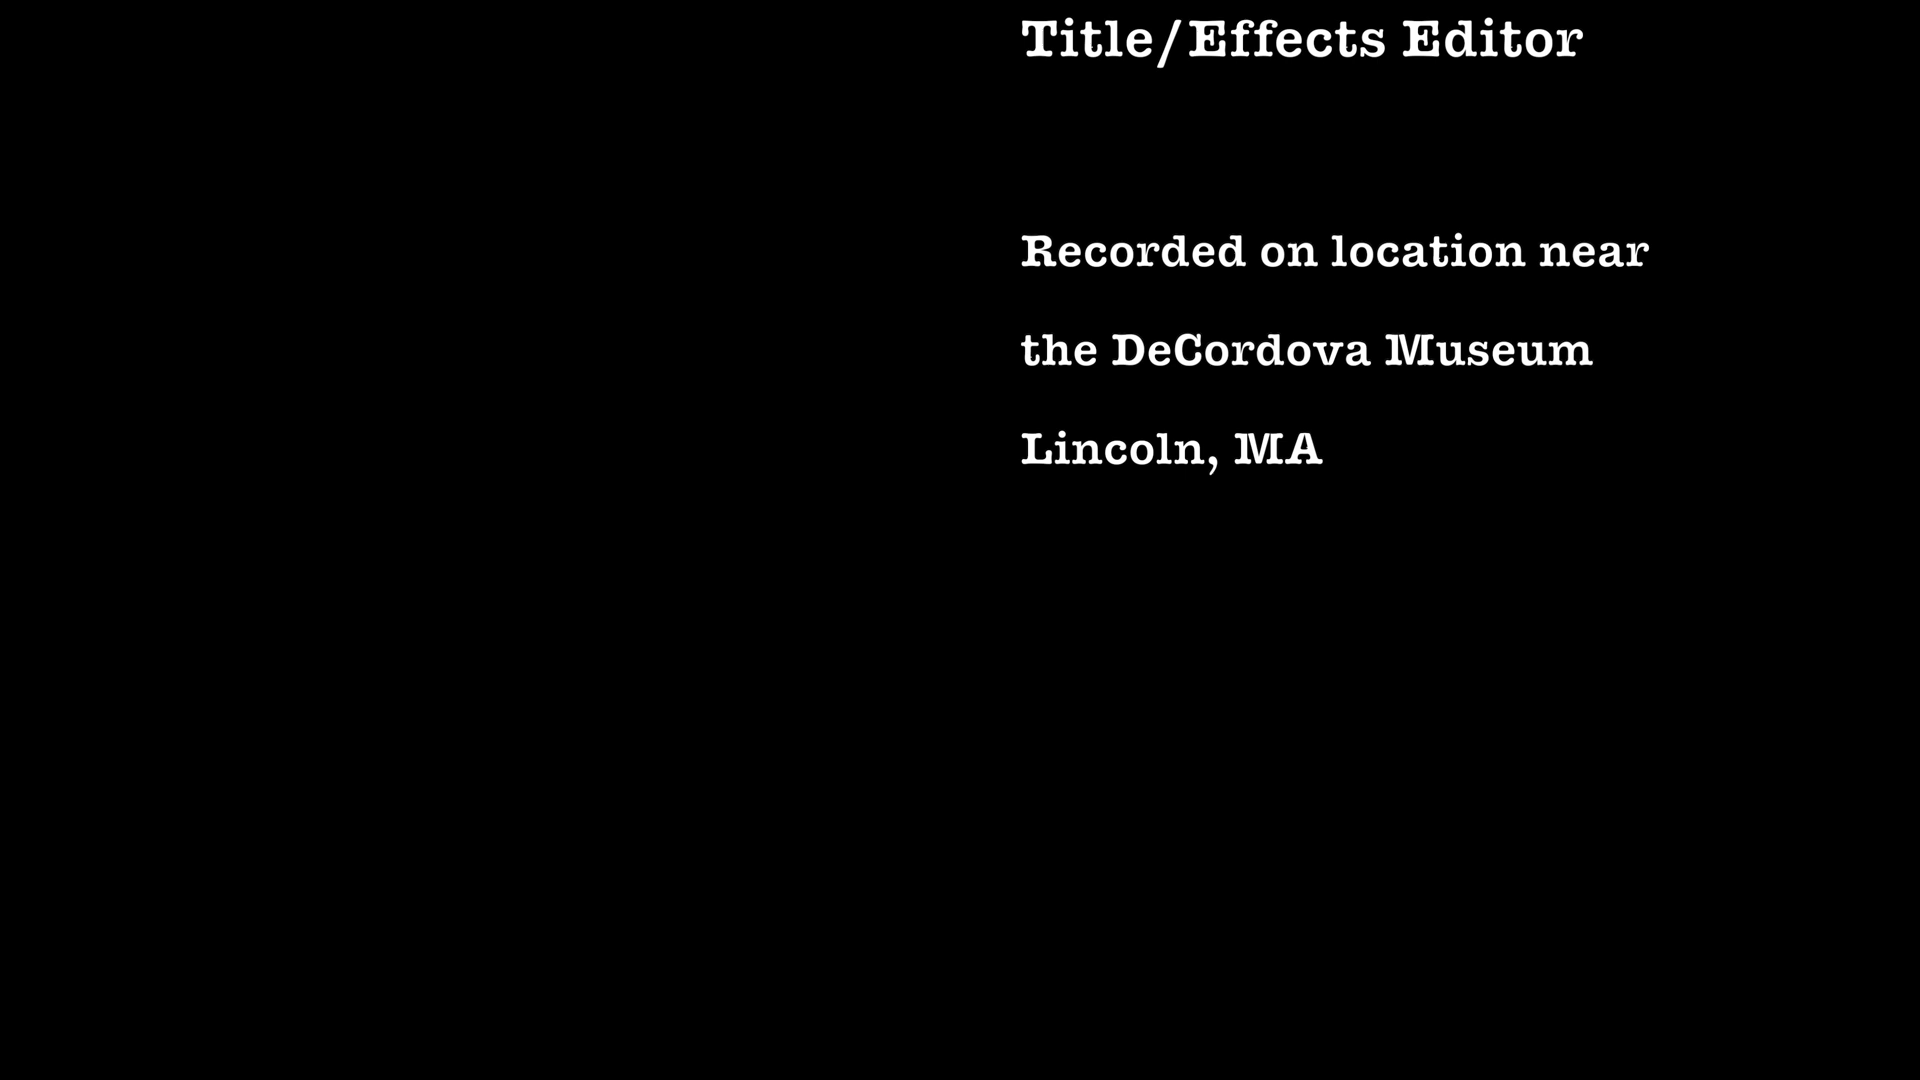 Title/Effects Editor
Recorded on location near
the DeCordova Museum
Lincoln, MA